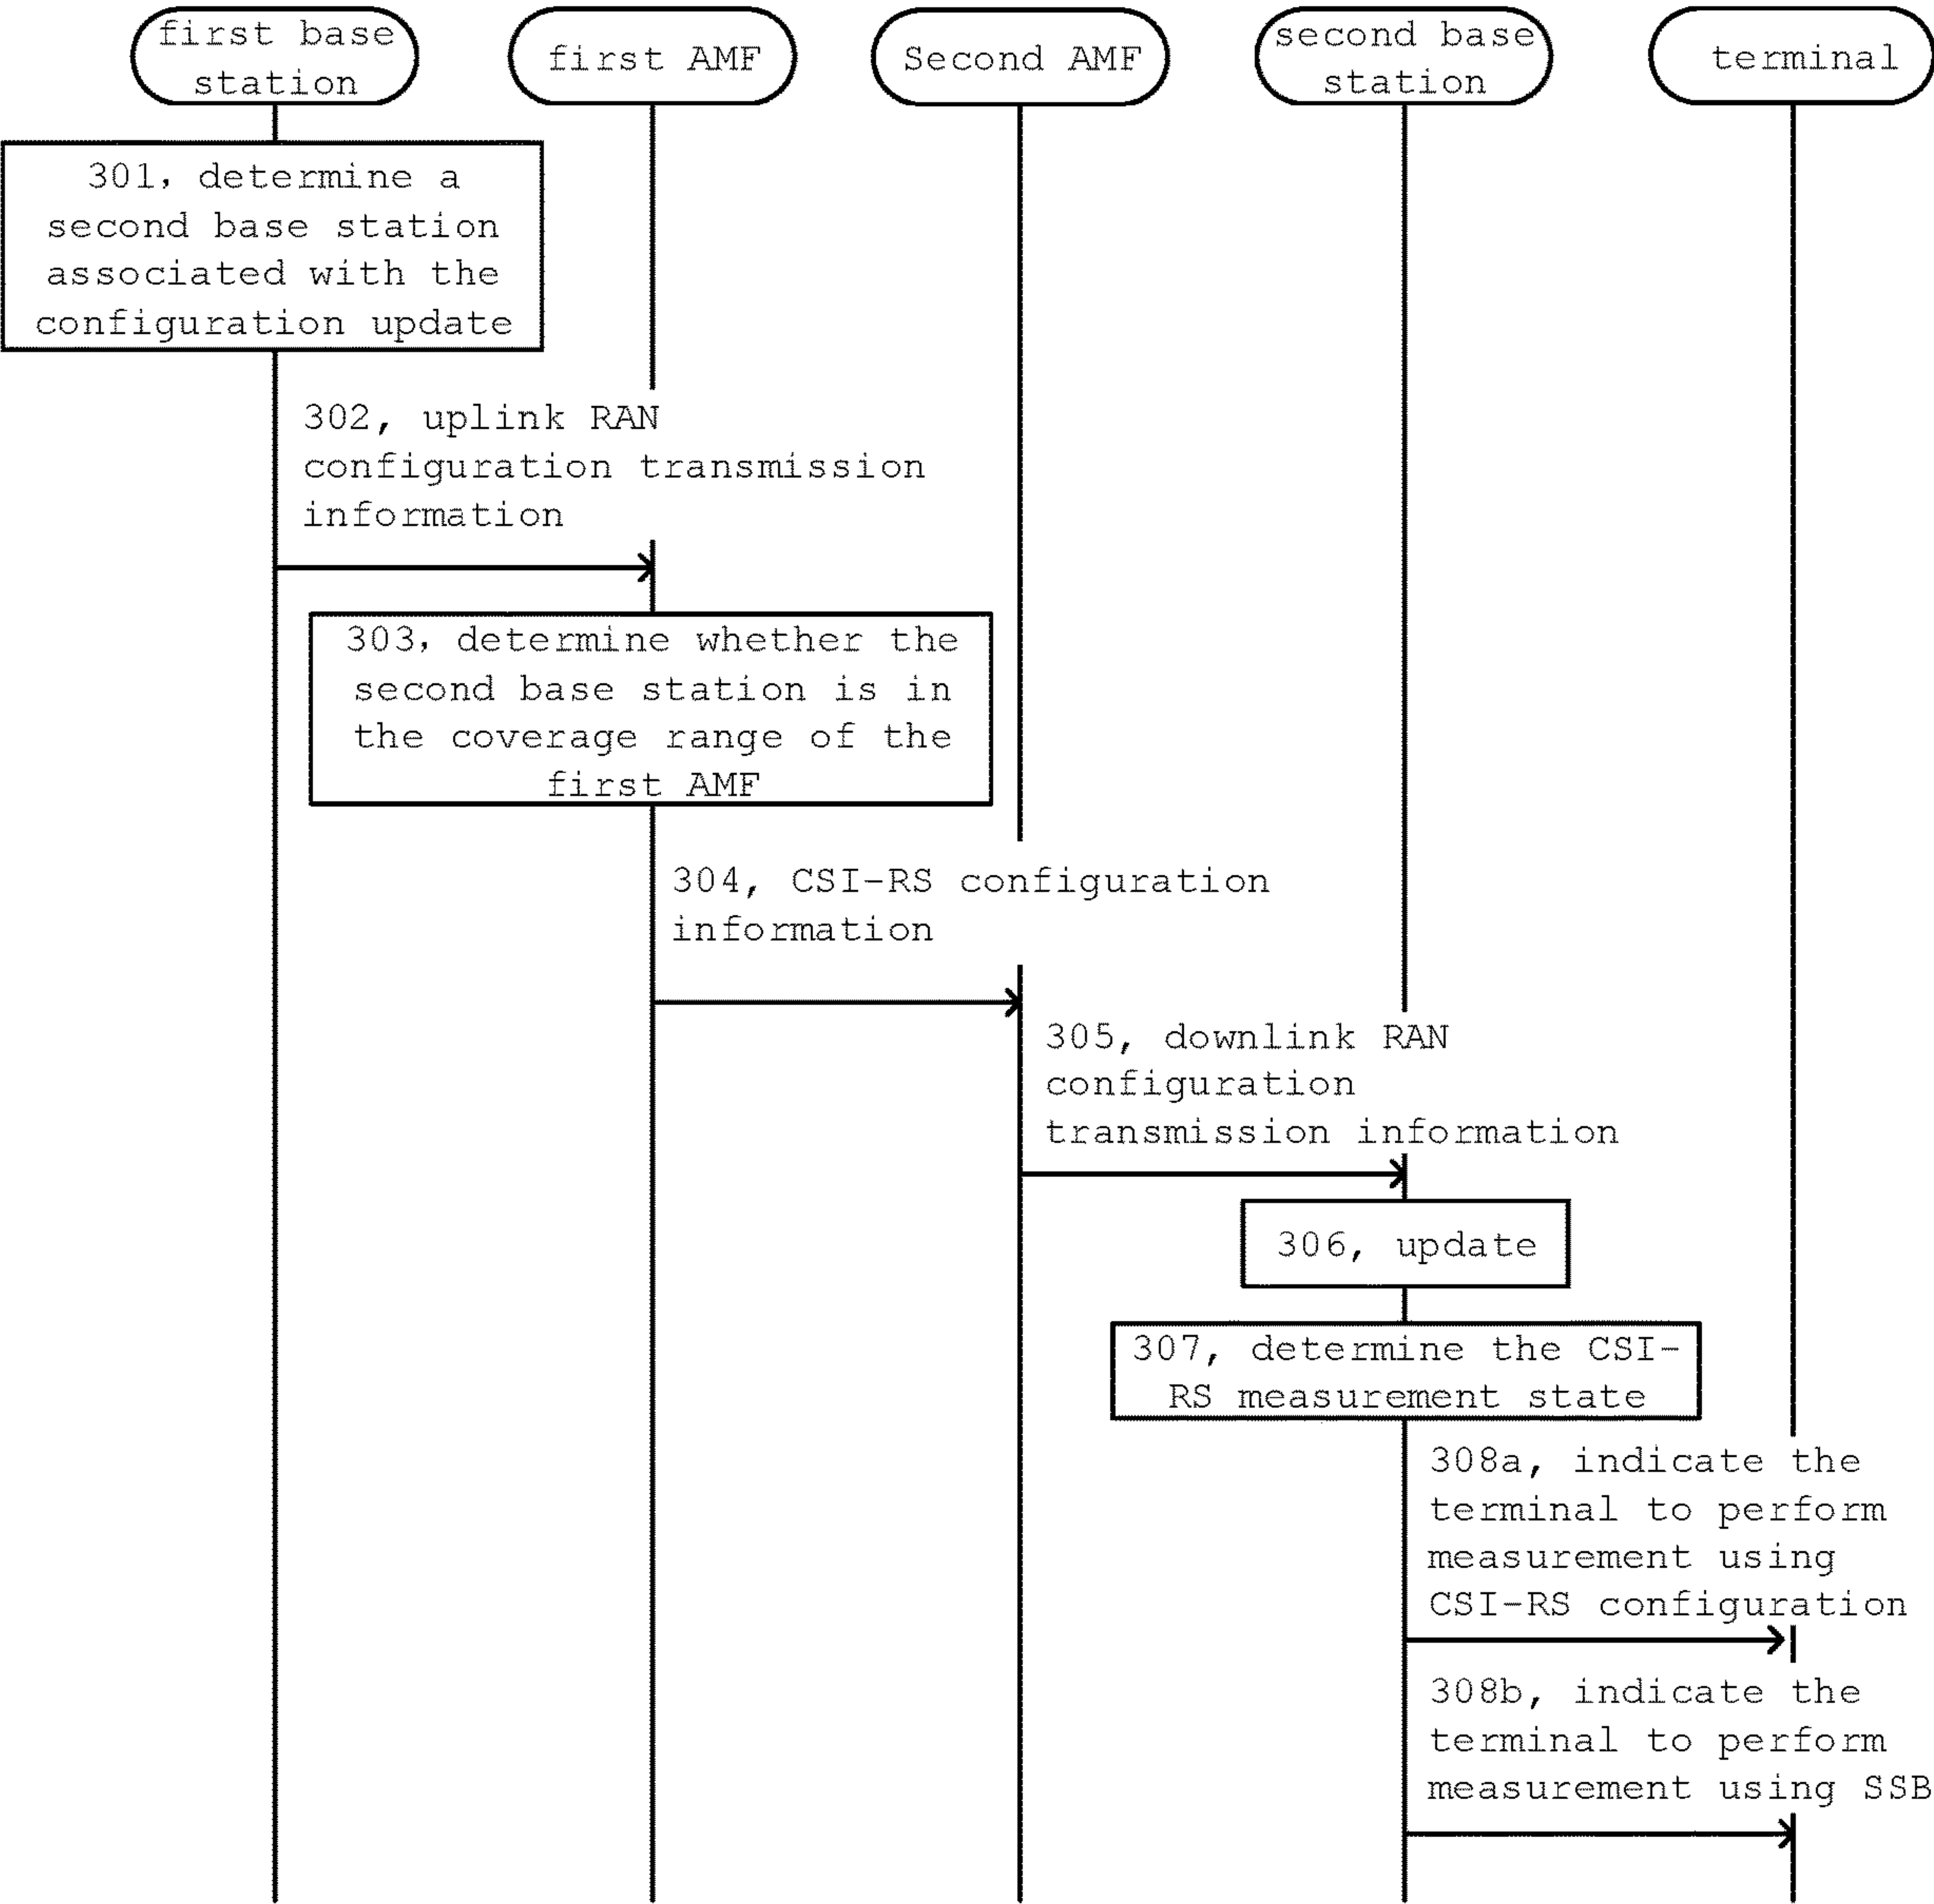 first base
station
first AMF
Second AMF
second base
station
terminal
301, determine a
second base station
associated with the
configuration update
302, uplink RAN
configuration transmission
information
303, determine whether the
second base station is in
the coverage range of the
first AMF
304, CSI-RS configuration
information
305, downlink RAN
configuration
transmission information
306, update
307, determine the CSI-
RS measurement state
308a, indicate the
terminal to perform
measurement using
CSI-RS configuration
308b, indicate the
terminal to perform
measurement using SSB